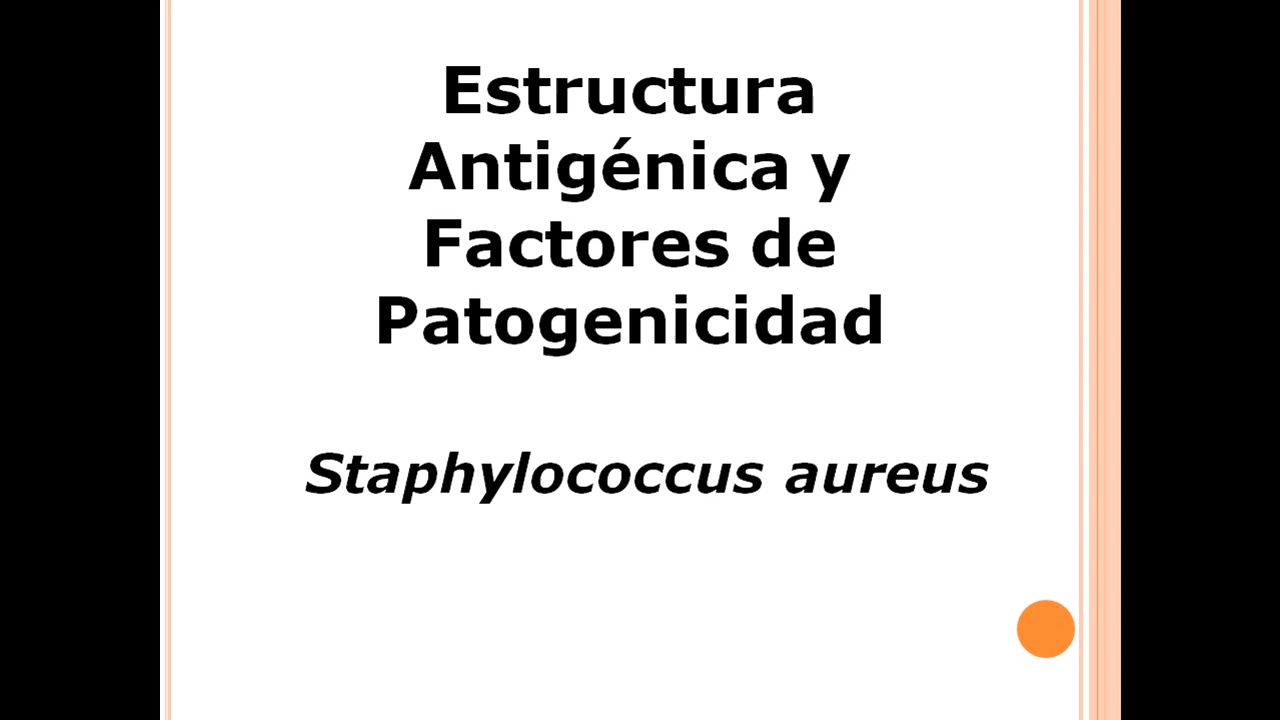 Estructura
Antigénica y
Factores de
Patogenicidad
Staphylococcus aureus